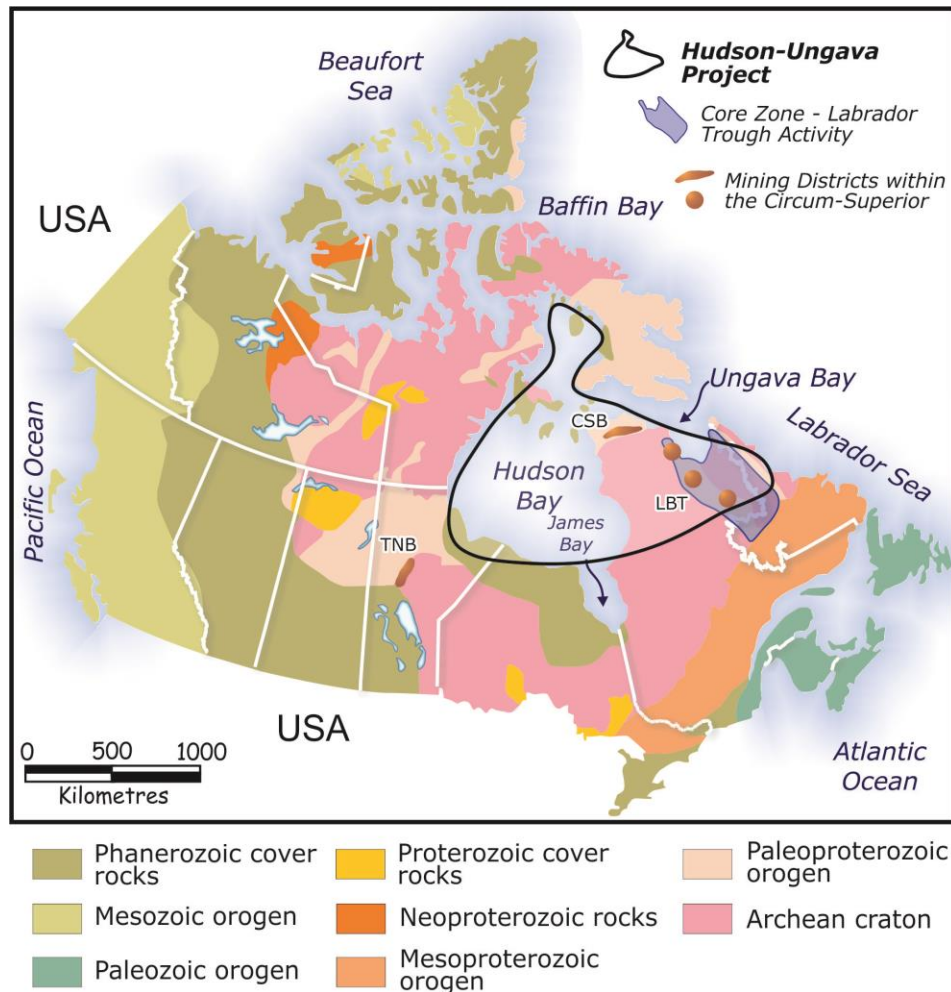 Beaufort
Sea
Hudson-Ungava
Project
Core Zone - Labrador
Trough Activity
Mining Districts within
the Circum-Superior
USA
Baffin Bay
Pacific Ocean
Ungava Bay
Labrador Sea
CSB
Hudson
Bay
James
Bay
LBT
TNB
USA
Atlantic
Ocean
0 500 1000
Kilometres
Phanerozoic cover
rocks
Proterozoic cover
rocks
Paleoproterozoic
orogen
Mesozoic orogen
Neoproterozoic rocks
Archean craton
Paleozoic orogen
Mesoproterozoic
orogen